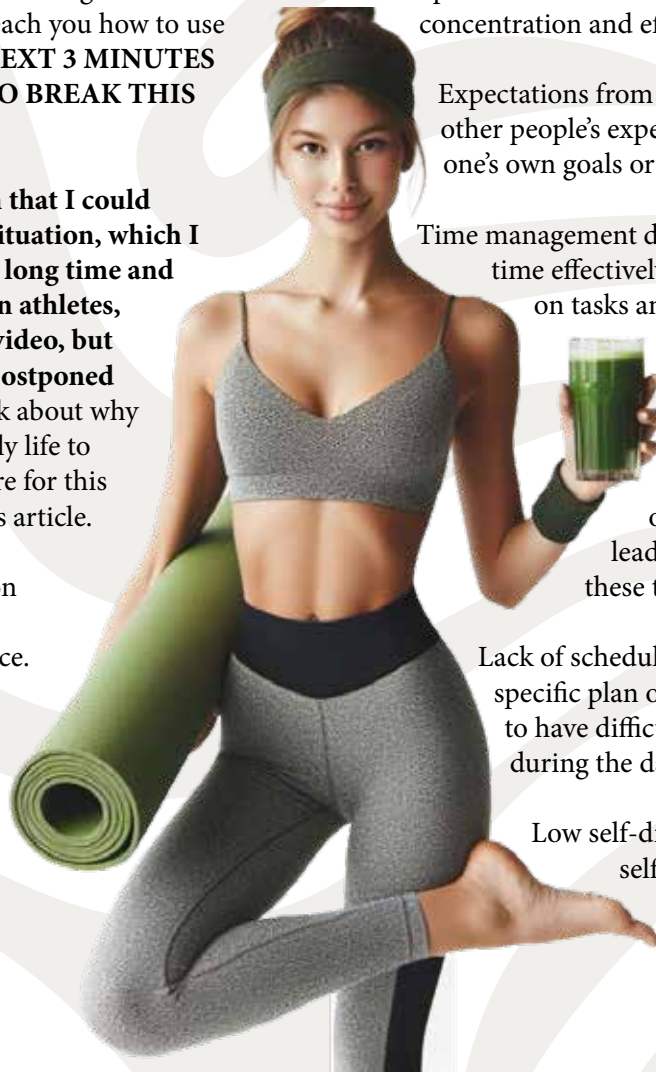 each you how to use
EXT 3 MINUTES
O BREAK THIS
that I could
ituation, which I
long time and
n athletes,
video, but
ostponed
k about why
ly life to
re for this
s article.
on
ce.
concentration and ef
Expectations from
other people's expe
one's own goals or
Time management d
time effectivel
on tasks an
o
lead
these t
Lack of schedul
specific plan o
to have diffic
during the d
Low self-di
self